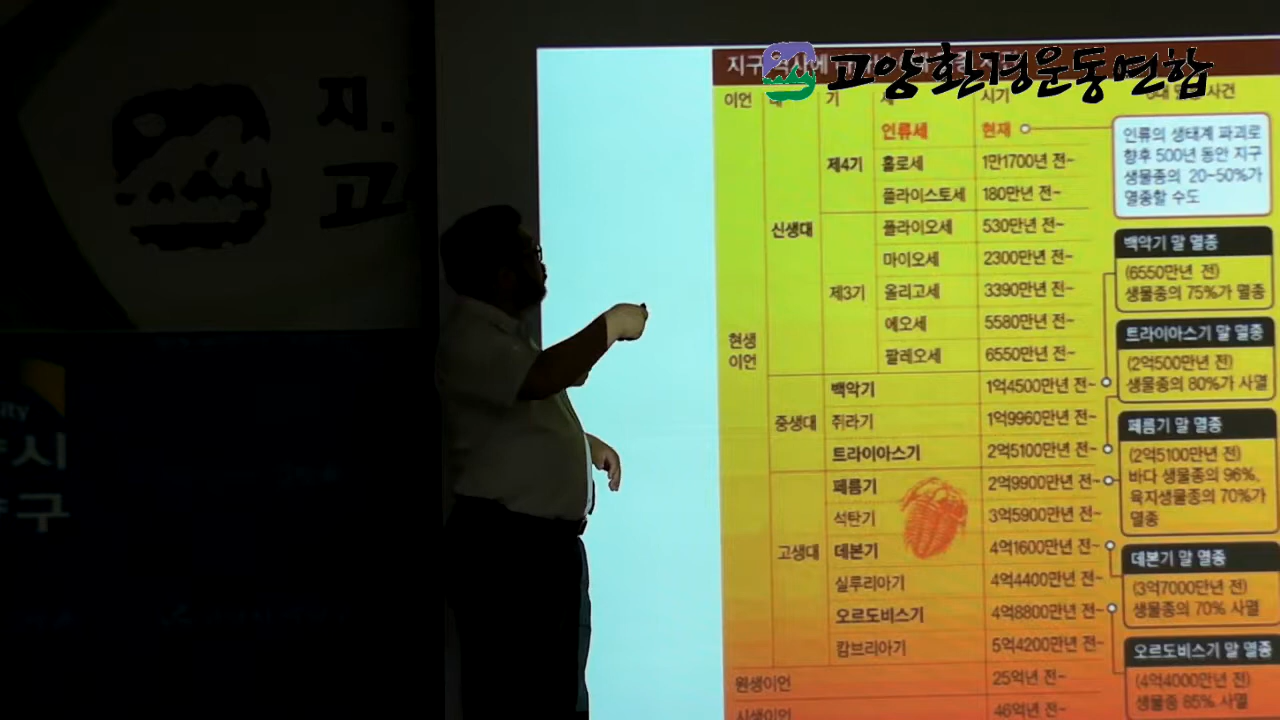 교양환경운동연합
이언 기 시기 사건
인류세 현재
제4기 홀로세 1만1700년 전~
플라이스토세 180만년 전~
신생대
플라이오세 530만년 전~
마이오세 2300만년 전~
제3기 올리고세 3390만년 전~
에오세 5580만년 전~
팔레오세 6550만년 전~
현생
이언
백악기 1억4500만년 전~
중생대 쥐라기 1억9960만년 전~
트라이아스기 2억5100만년 전~
페름기 2억9900만년 전~
석탄기 3억5900만년 전~
고생대 데본기 4억1600만년 전~
실루리아기 4억4400만년 전~
오르도비스기 4억8800만년 전~
캄브리아기 5억4200만년 전~
원생이언 25억년 전~
시생이언 46억년 전~
인류의 생태계 파괴로
향후 500년 동안 지구
생물종의 20~50%가
멸종할 수도
백악기 말 멸종
(6550만년 전)
생물종의 75%가 멸종
트라이아스기 말 멸종
(2억500만년 전)
생물종의 80%가 사멸
페름기 말 멸종
(2억5100만년 전)
바다 생물종의 96%,
육지생물종의 70%가
멸종
데본기 말 멸종
(3억7000만년 전)
생물종의 70% 사멸
오르도비스기 말 멸종
(4억4000만년 전)
생물종 85% 사멸
지.
고
ity
시
구